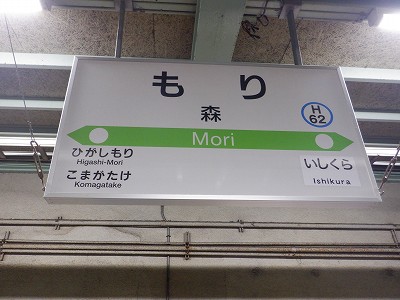 もり
森
H
62
Mori
ひがしもり
Higashi-Mori
こまがたけ
Komagatake
いしくら
Ishikura